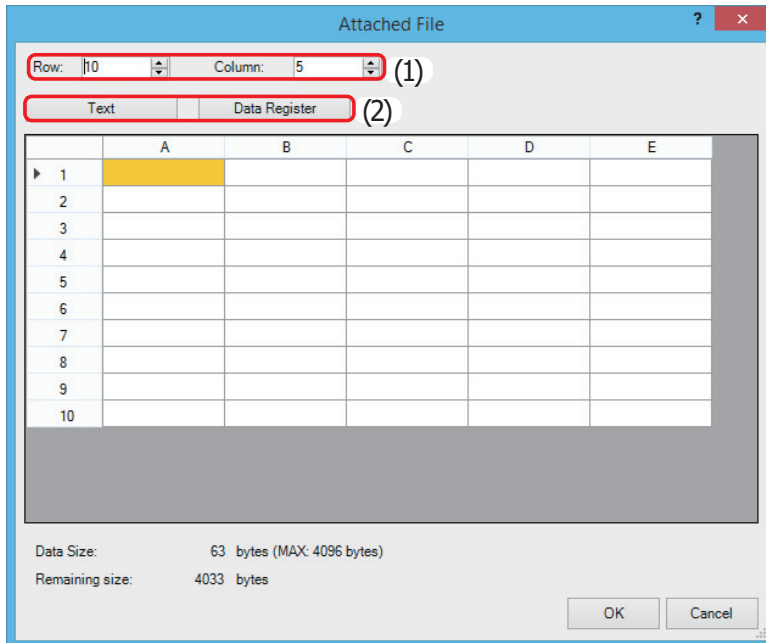 Attached File ? ×
Row: 10 Column: 5 (1)
Text Data Register (2)
A B C D E
1
2
3
4
5
6
7
8
9
10
Data Size: 63 bytes (MAX: 4096 bytes)
Remaining size: 4033 bytes
OK Cancel